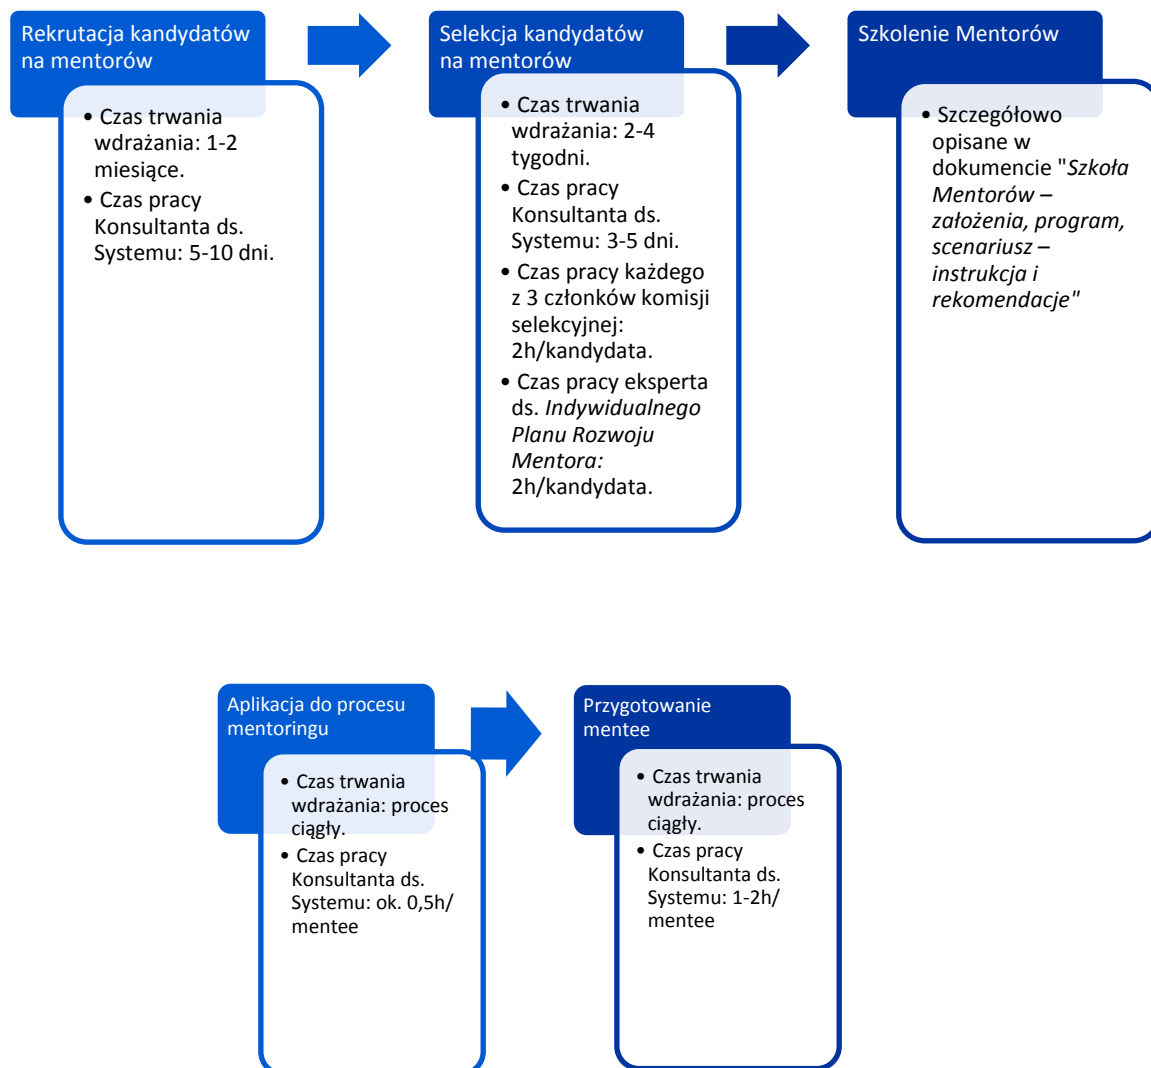 Rekrutacja kandydatów
na mentorów
• Czas trwania
wdrażania: 1-2
miesiące.
• Czas pracy
Konsultanta ds.
Systemu: 5-10 dni.
Selekcja kandydatów
na mentorów
• Czas trwania
wdrażania: 2-4
tygodni.
• Czas pracy
Konsultanta ds.
Systemu: 3-5 dni.
• Czas pracy każdego
z 3 członków komisji
selekcyjnej:
2h/kandydata.
• Czas pracy eksperta
ds. Indywidualnego
Planu Rozwoju
Mentora:
2h/kandydata.
Szkolenie Mentorów
• Szczegółowo
opisane w
dokumencie "Szkoła
Mentorów –
założenia, program,
scenariusz –
instrukcja i
rekomendacje"
Aplikacja do procesu
mentoringu
• Czas trwania
wdrażania: proces
ciągły.
• Czas pracy
Konsultanta ds.
Systemu: ok. 0,5h/
mentee
Przygotowanie
mentee
• Czas trwania
wdrażania: proces
ciągły.
• Czas pracy
Konsultanta ds.
Systemu: 1-2h/
mentee